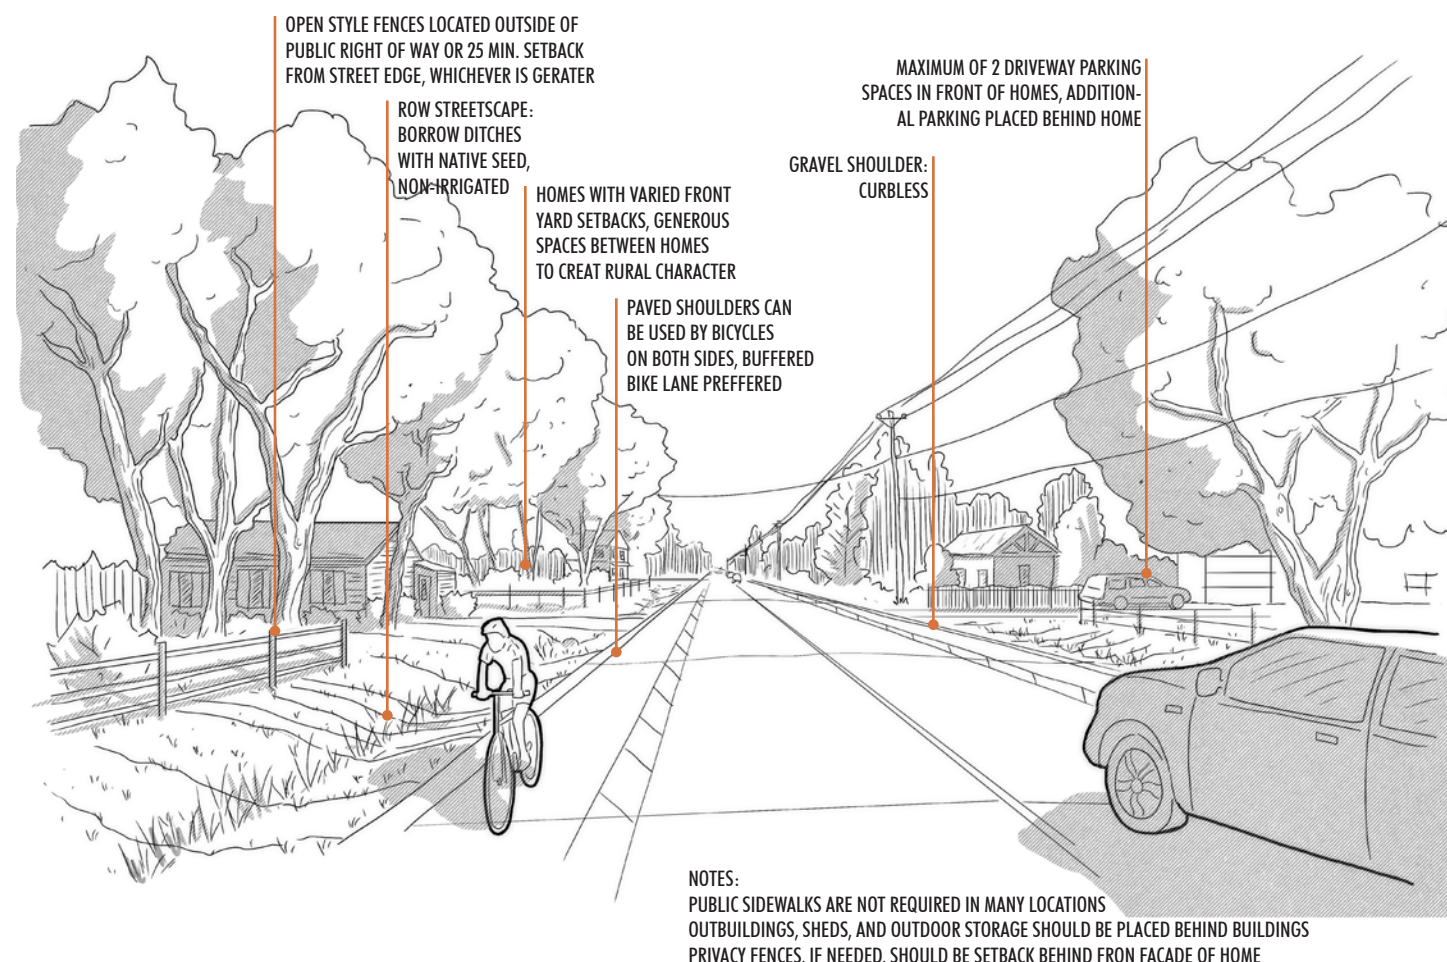 OPEN STYLE FENCES LOCATED OUTSIDE OF
PUBLIC RIGHT OF WAY OR 25 MIN. SETBACK
FROM STREET EDGE, WHICHEVER IS GERATER
ROW STREETSCAPE:
BORROW DITCHES
WITH NATIVE SEED,
NON-IRRIGATED
HOMES WITH VARIED FRONT
YARD SETBACKS, GENEROUS
SPACES BETWEEN HOMES
TO CREAT RURAL CHARACTER
PAVED SHOULDERS CAN
BE USED BY BICYCLES
ON BOTH SIDES, BUFFERED
BIKE LANE PREFFERED
GRAVEL SHOULDER:
CURBLESS
MAXIMUM OF 2 DRIVEWAY PARKING
SPACES IN FRONT OF HOMES, ADDITION-
AL PARKING PLACED BEHIND HOME
NOTES:
PUBLIC SIDEWALKS ARE NOT REQUIRED IN MANY LOCATIONS
OUTBUILDINGS, SHEDS, AND OUTDOOR STORAGE SHOULD BE PLACED BEHIND BUILDINGS
PRIVACY FENCES, IF NEEDED, SHOULD BE SETBACK BEHIND FRON FACADE OF HOME